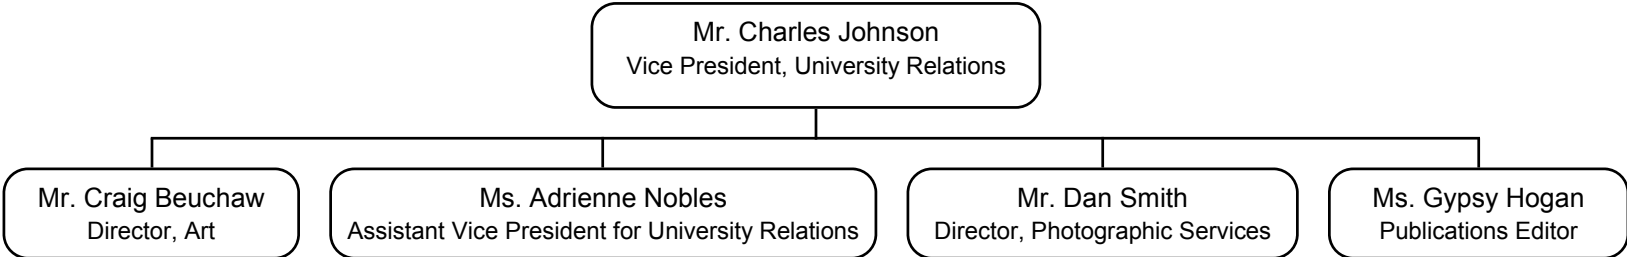 Mr. Charles Johnson
Vice President, University Relations
Mr. Craig Beuchaw
Director, Art
Ms. Adrienne Nobles
Assistant Vice President for University Relations
Mr. Dan Smith
Director, Photographic Services
Ms. Gypsy Hogan
Publications Editor